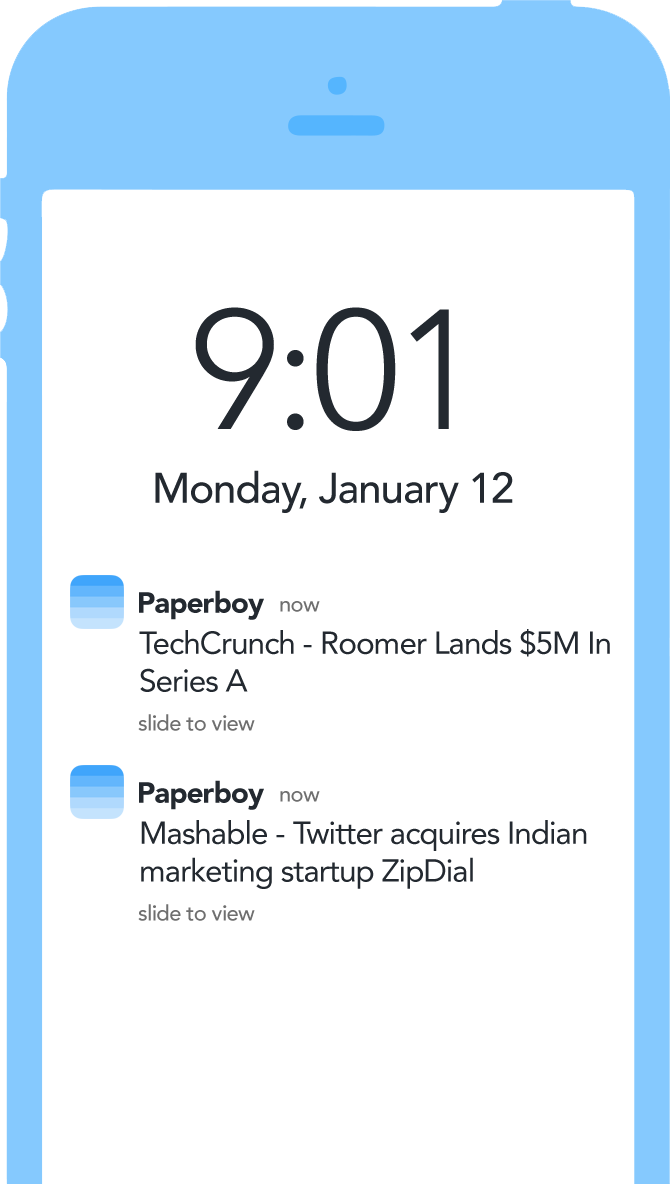 9:01
Monday, January 12
Paperboy now
TechCrunch - Roomer Lands $5M In
Series A
slide to view
Paperboy now
Mashable - Twitter acquires Indian
marketing startup ZipDial
slide to view